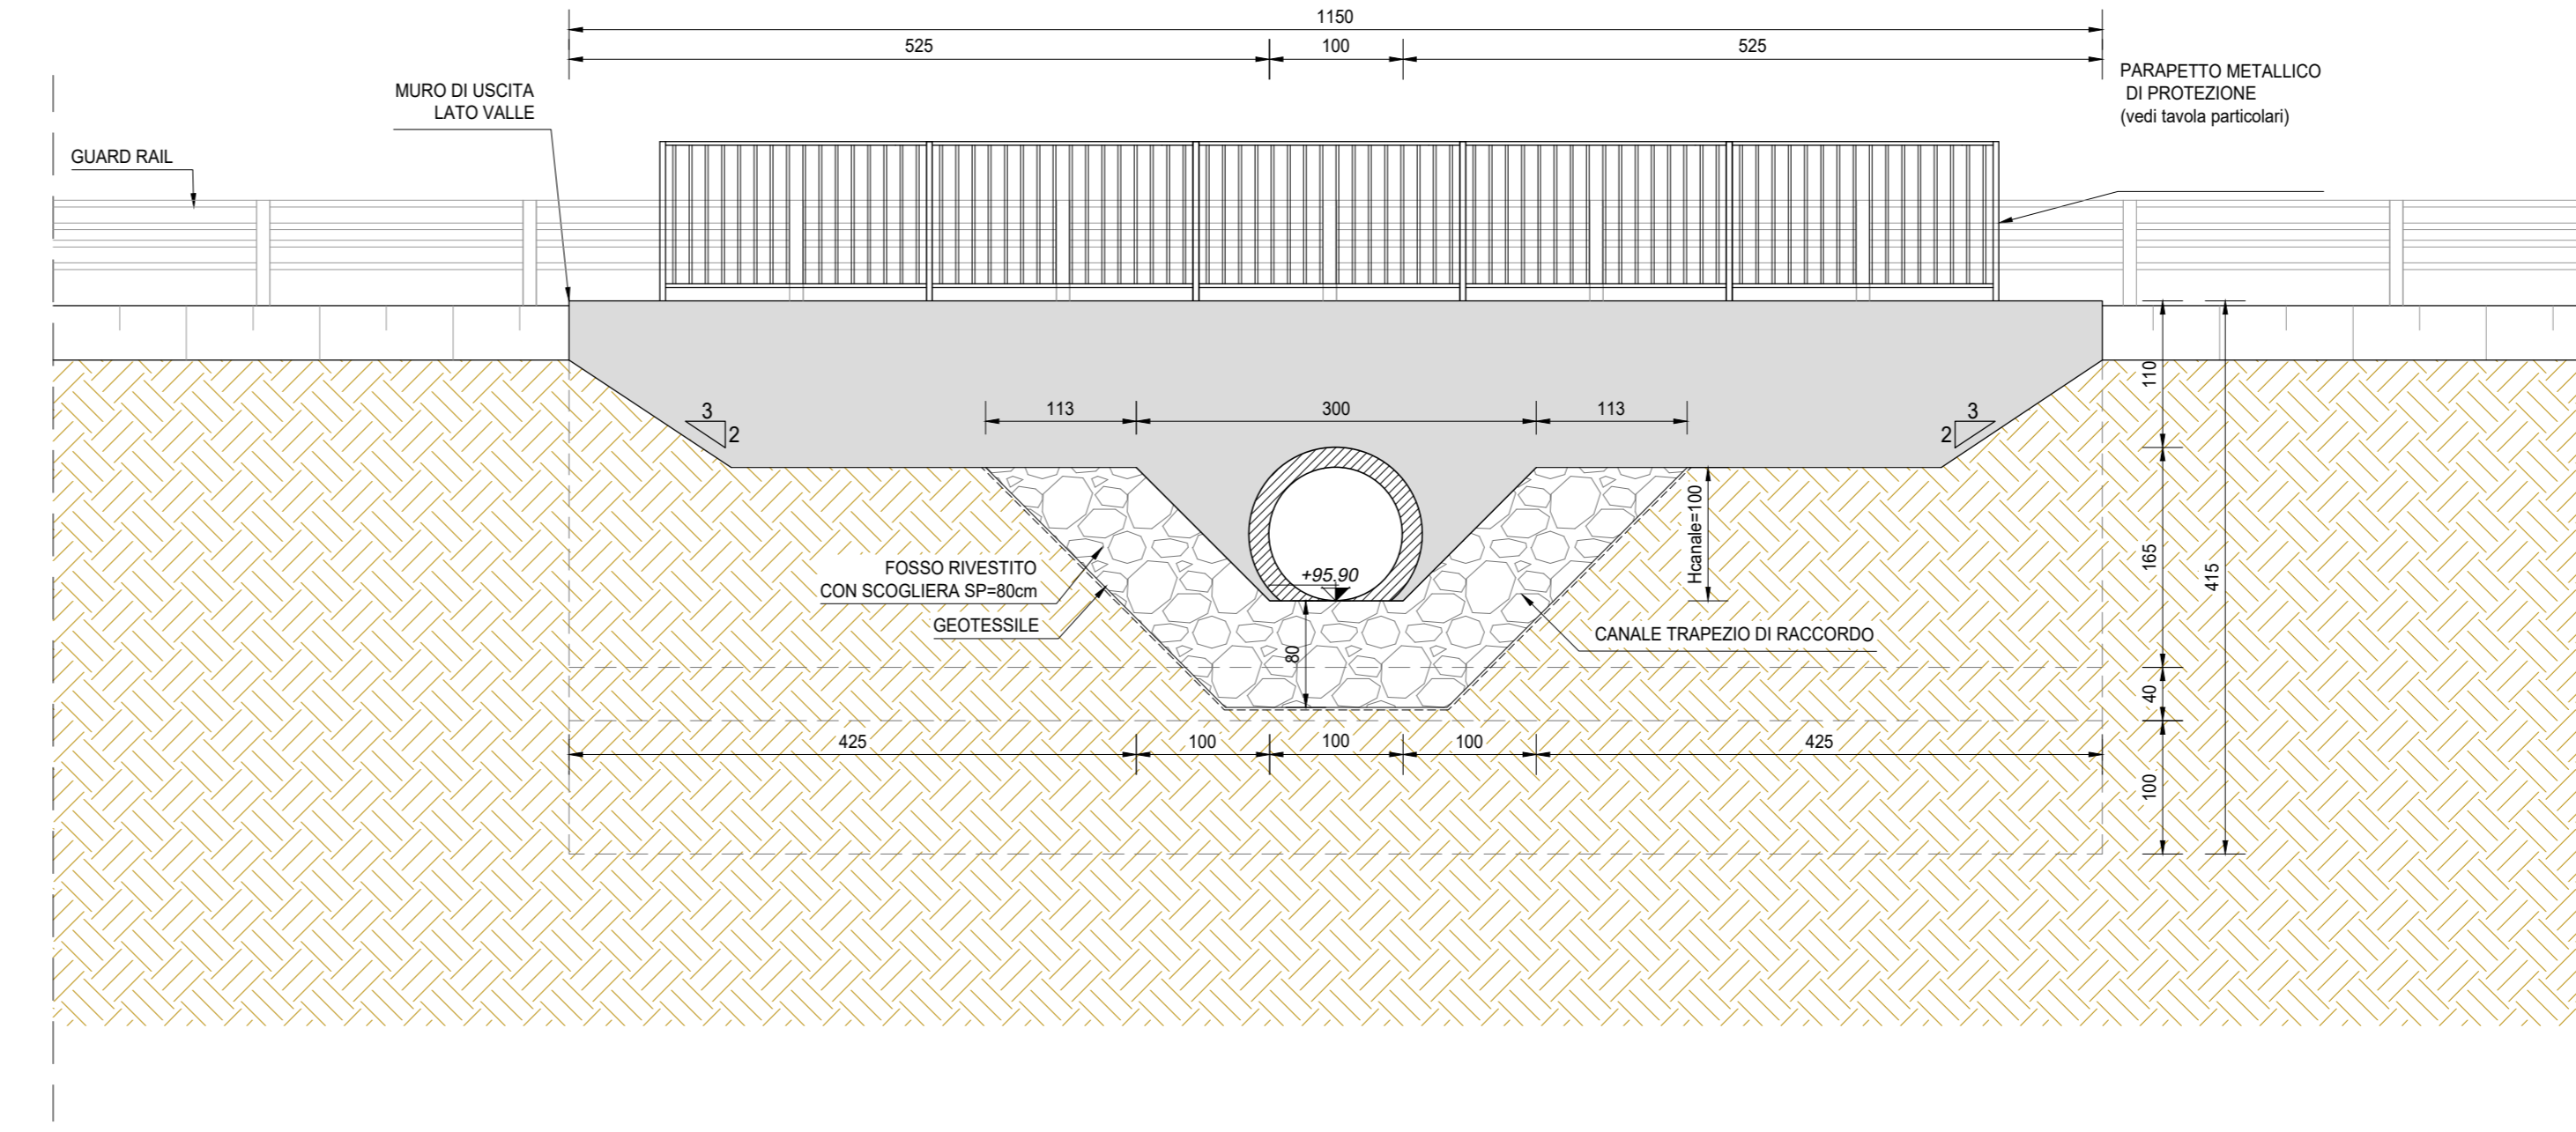 1150
525
100
525
PARAPETTO METALLICO
DI PROTEZIONE
(vedi tavola particolari)
MURO DI USCITA
LATO VALLE
GUARD RAIL
113
300
113
3
2
3
2
110
Hcanale=100
165
415
+95.90
FOSSO RIVESTITO
CON SCOGLIERA SP=80cm
GEOTESSILE
CANALE TRAPEZIO DI RACCORDO
80
40
425
100
100
100
425
100